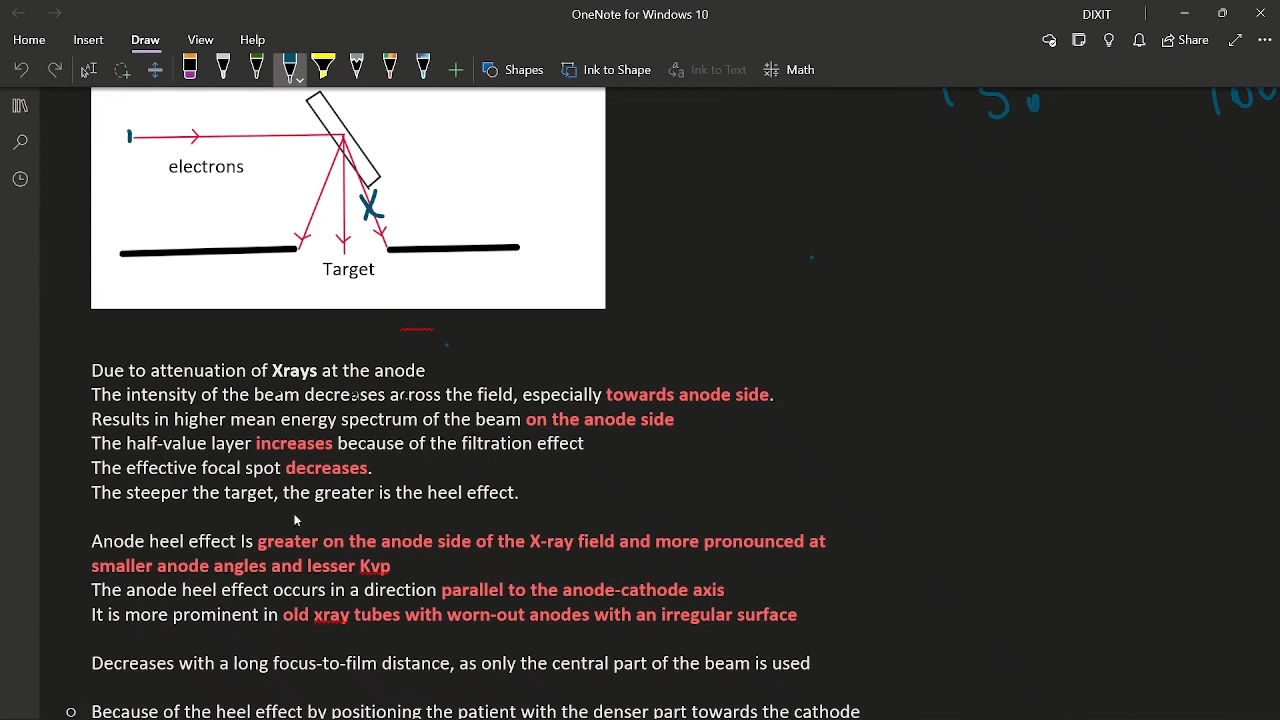 OneNote for Windows 10
DIXIT
Home Insert Draw View Help
Share
Shapes Ink to Shape Ink to Text Math
electrons
X
Target
Due to attenuation of Xrays at the anode
The intensity of the beam decreases across the field, especially towards anode side.
Results in higher mean energy spectrum of the beam on the anode side
The half-value layer increases because of the filtration effect
The effective focal spot decreases.
The steeper the target, the greater is the heel effect.
Anode heel effect Is greater on the anode side of the X-ray field and more pronounced at
smaller anode angles and lesser Kvp
The anode heel effect occurs in a direction parallel to the anode-cathode axis
It is more prominent in old xray tubes with worn-out anodes with an irregular surface
Decreases with a long focus-to-film distance, as only the central part of the beam is used
o Because of the heel effect by positioning the patient with the denser part towards the cathode